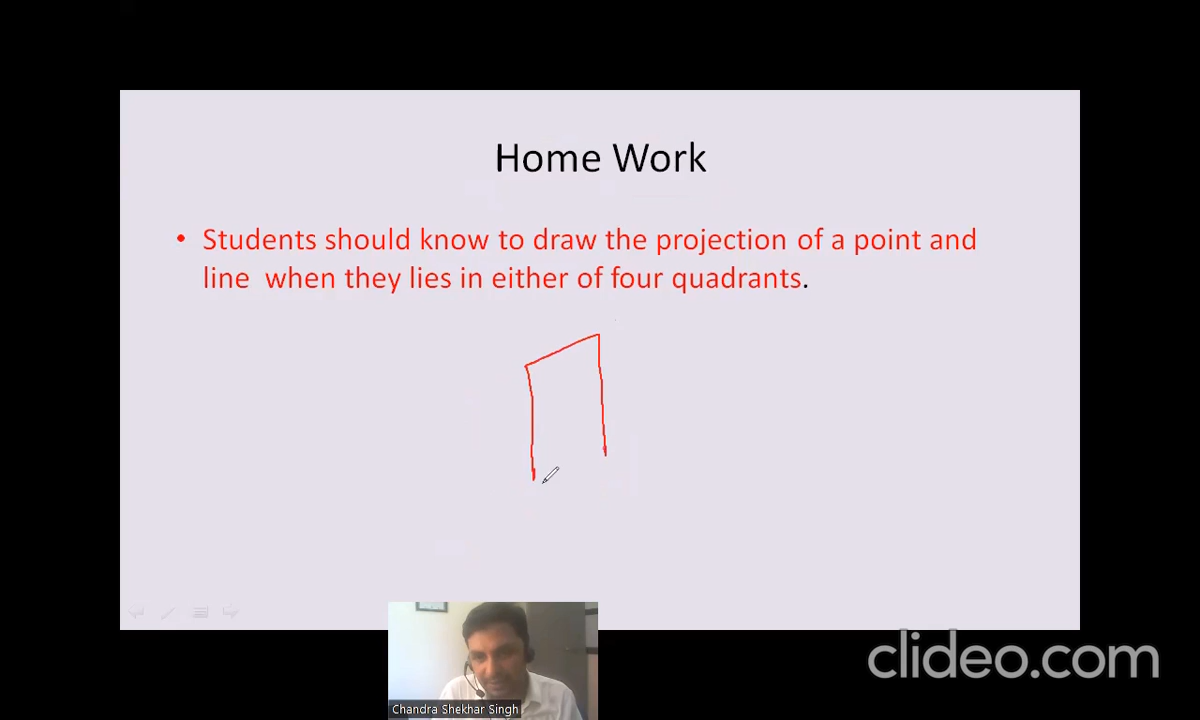 Home Work
• Students should know to draw the projection of a point and
line when they lies in either of four quadrants.
Chandra Shekhar Singh
clideo.com